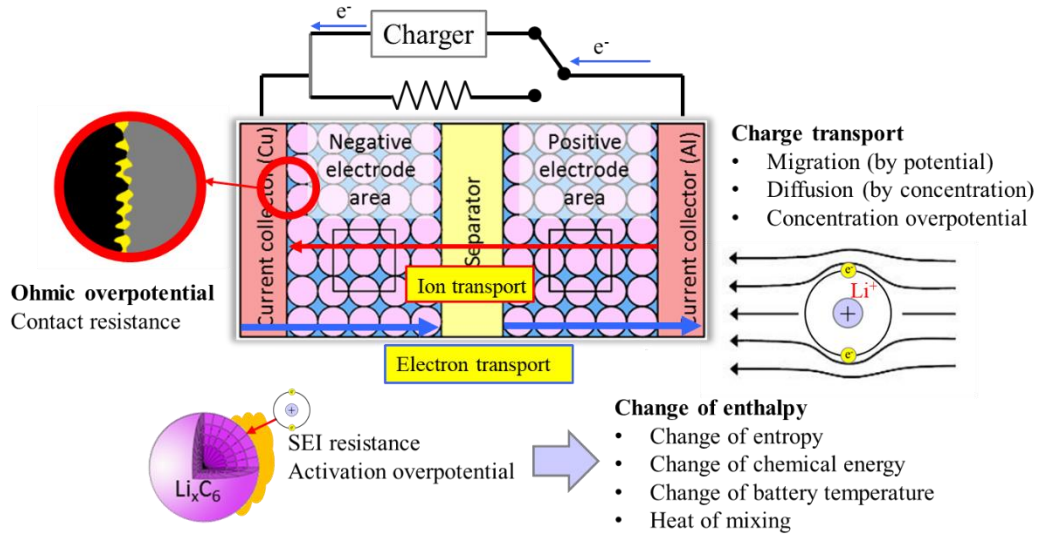 e⁻
Charger
e⁻
Negative
electrode
area
Positive
electrode
area
Current collector (Cu)
Separator
Current collector (Al)
Ion transport
Electron transport
Ohmic overpotential
Contact resistance
Charge transport
• Migration (by potential)
• Diffusion (by concentration)
• Concentration overpotential
e⁻
Li⁺
+
e⁻
e
+
e
SEI resistance
Activation overpotential
LiₓC₆
Change of enthalpy
• Change of entropy
• Change of chemical energy
• Change of battery temperature
• Heat of mixing